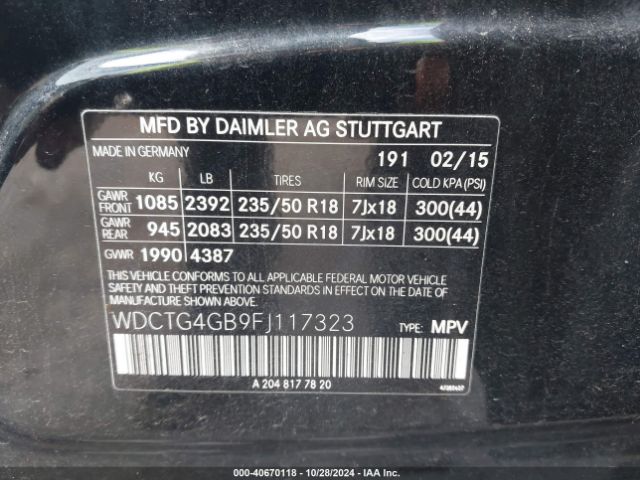 MFD BY DAIMLER AG STUTTGART
MADE IN GERMANY 191 02/15
KG LB TIRES RIM SIZE COLD KPA (PSI)
GAWR FRONT 1085 2392 235/50 R18 7Jx18 300(44)
GAWR REAR 945 2083 235/50 R18 7Jx18 300(44)
GVWR 1990 4387
THIS VEHICLE CONFORMS TO ALL APPLICABLE FEDERAL MOTOR VEHICLE
SAFETY, BUMPER, AND THEFT PREVENTION STANDARDS IN
EFFECT ON THE DATE OF MANUFACTURE SHOWN ABOVE.
WDCTG4GB9FJ117323 TYPE: MPV
A 204 817 78 20
000-40670118 - 10/28/2024 - IAA Inc.